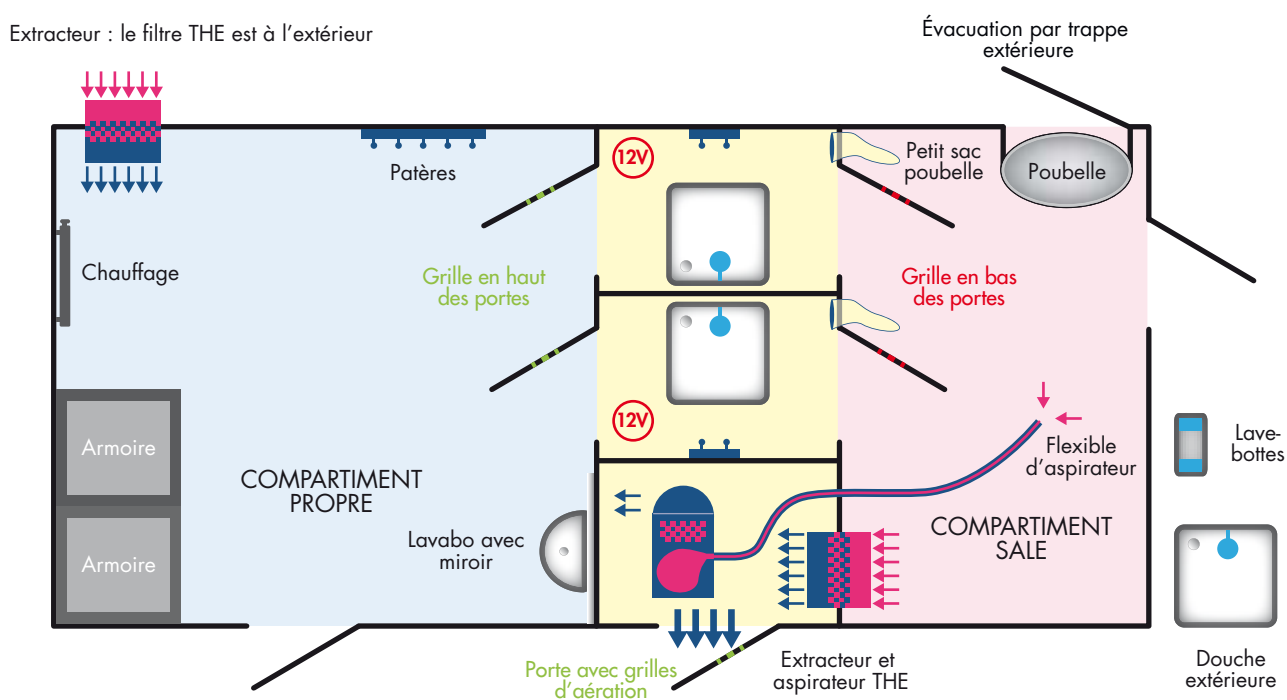 Extracteur : le filtre THE est à l'extérieur
Évacuation par trappe
extérieure
12V
Patères
Petit sac
poubelle
Poubelle
Chauffage
Grille en haut
des portes
Grille en bas
des portes
12V
Armoire
Flexible
d'aspirateur
Lave-
bottes
COMPARTIMENT
PROPRE
Lavabo avec
miroir
COMPARTIMENT
SALE
Armoire
Porte avec grilles
d'aération
Extracteur et
aspirateur THE
Douche
extérieure